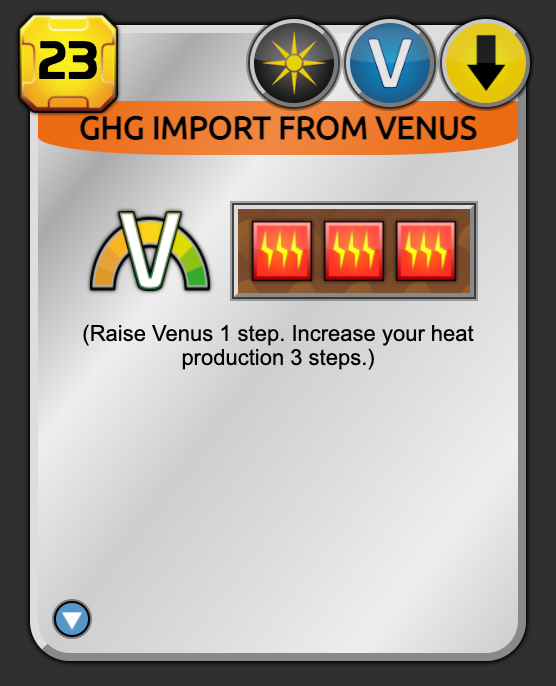 23
V
GHG IMPORT FROM VENUS
V
(Raise Venus 1 step. Increase your heat
production 3 steps.)